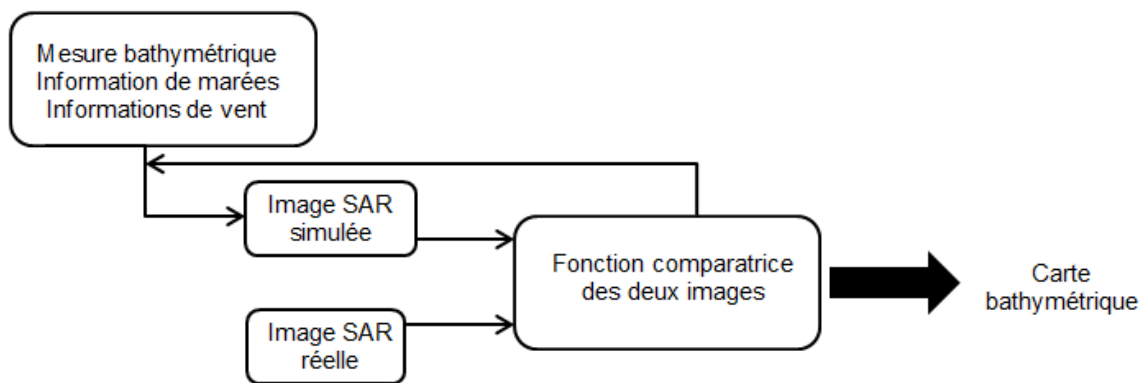 Mesure bathymétrique
Information de marées
Informations de vent
Image SAR
simulée
Fonction comparatrice
des deux images
Carte
bathymétrique
Image SAR
réelle